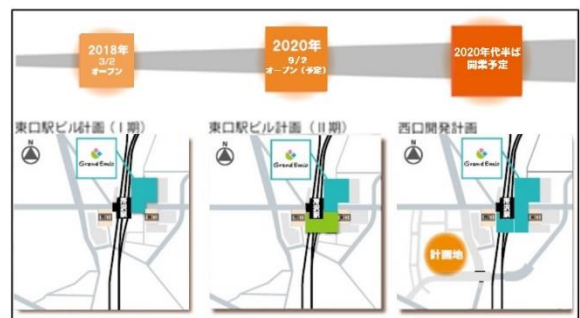 2018年
3/2
オープン
2020年
9/2
オープン(予定)
2020年代半ば
開業予定
東口駅ビル計画(Ⅰ期)
東口駅ビル計画(Ⅱ期)
西口開発計画
N
Grand Emio
N
Grand Emio
N
Grand Emio
計画地